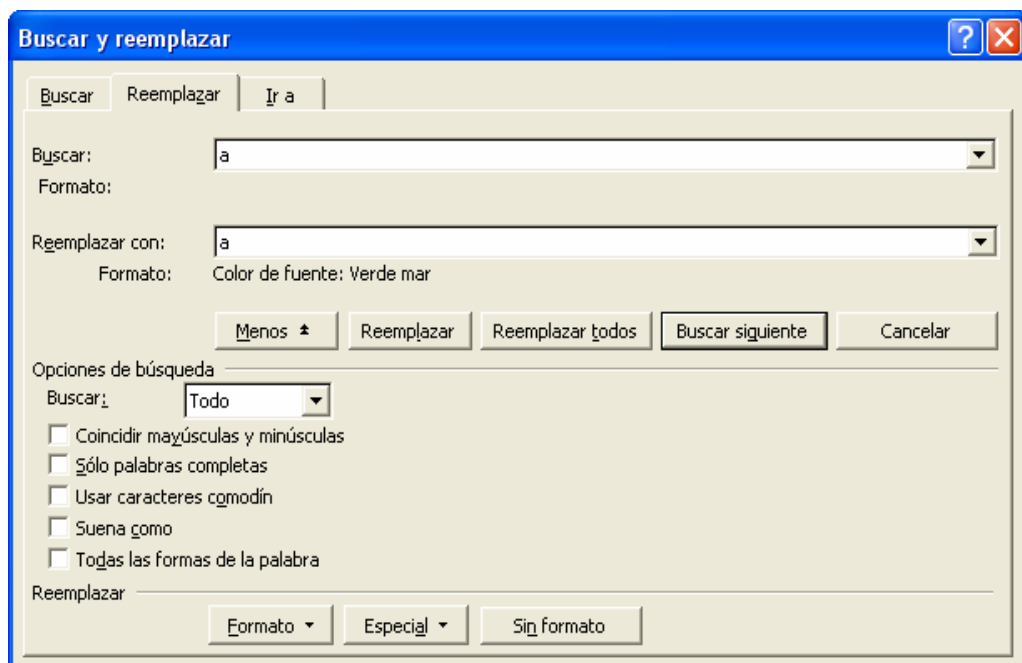 Buscar y reemplazar
Buscar Reemplazar Ir a
Buscar: a
Formato:
Reemplazar con: a
Formato: Color de fuente: Verde mar
Menos Reemplazar Reemplazar todos Buscar siguiente Cancelar
Opciones de búsqueda
Buscar: Todo
Coincidir mayúsculas y minúsculas
Sólo palabras completas
Usar caracteres comodín
Suena como
Todas las formas de la palabra
Reemplazar
Formato Especial Sin formato